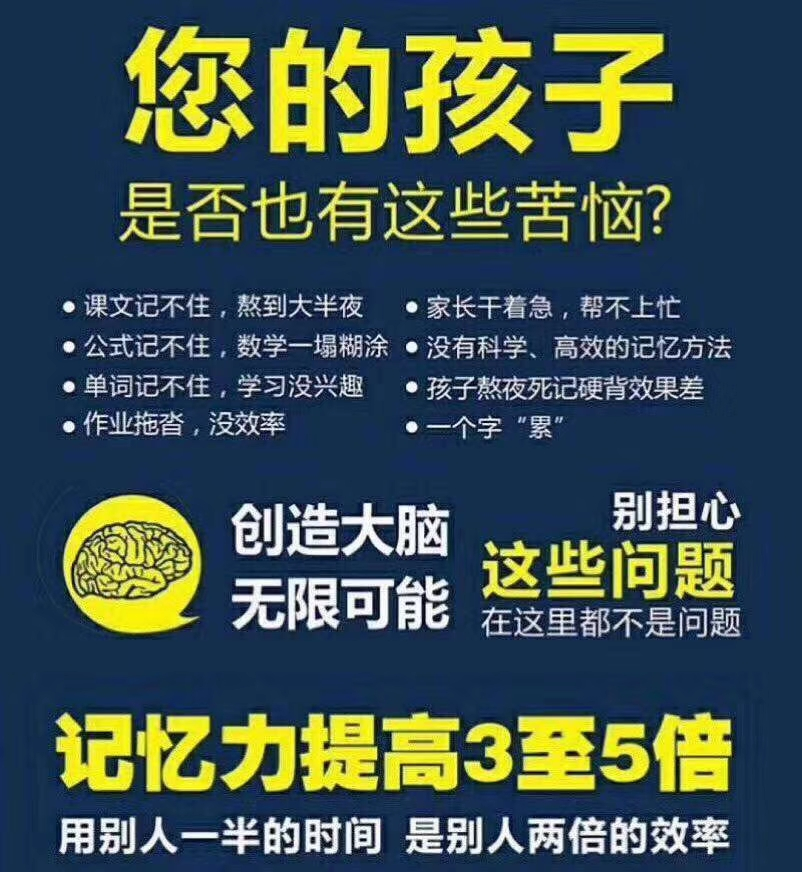 您的孩子
是否也有这些苦恼?
● 课文记不住，熬到大半夜
● 公式记不住，数学一塌糊涂
● 单词记不住，学习没兴趣
● 作业拖沓，没效率
● 家长干着急，帮不上忙
● 没有科学、高效的记忆方法
● 孩子熬夜死记硬背效果差
● 一个字“累”
创造大脑
无限可能
别担心
这些问题
在这里都不是问题
记忆力提高3至5倍
用别人一半的时间 是别人两倍的效率